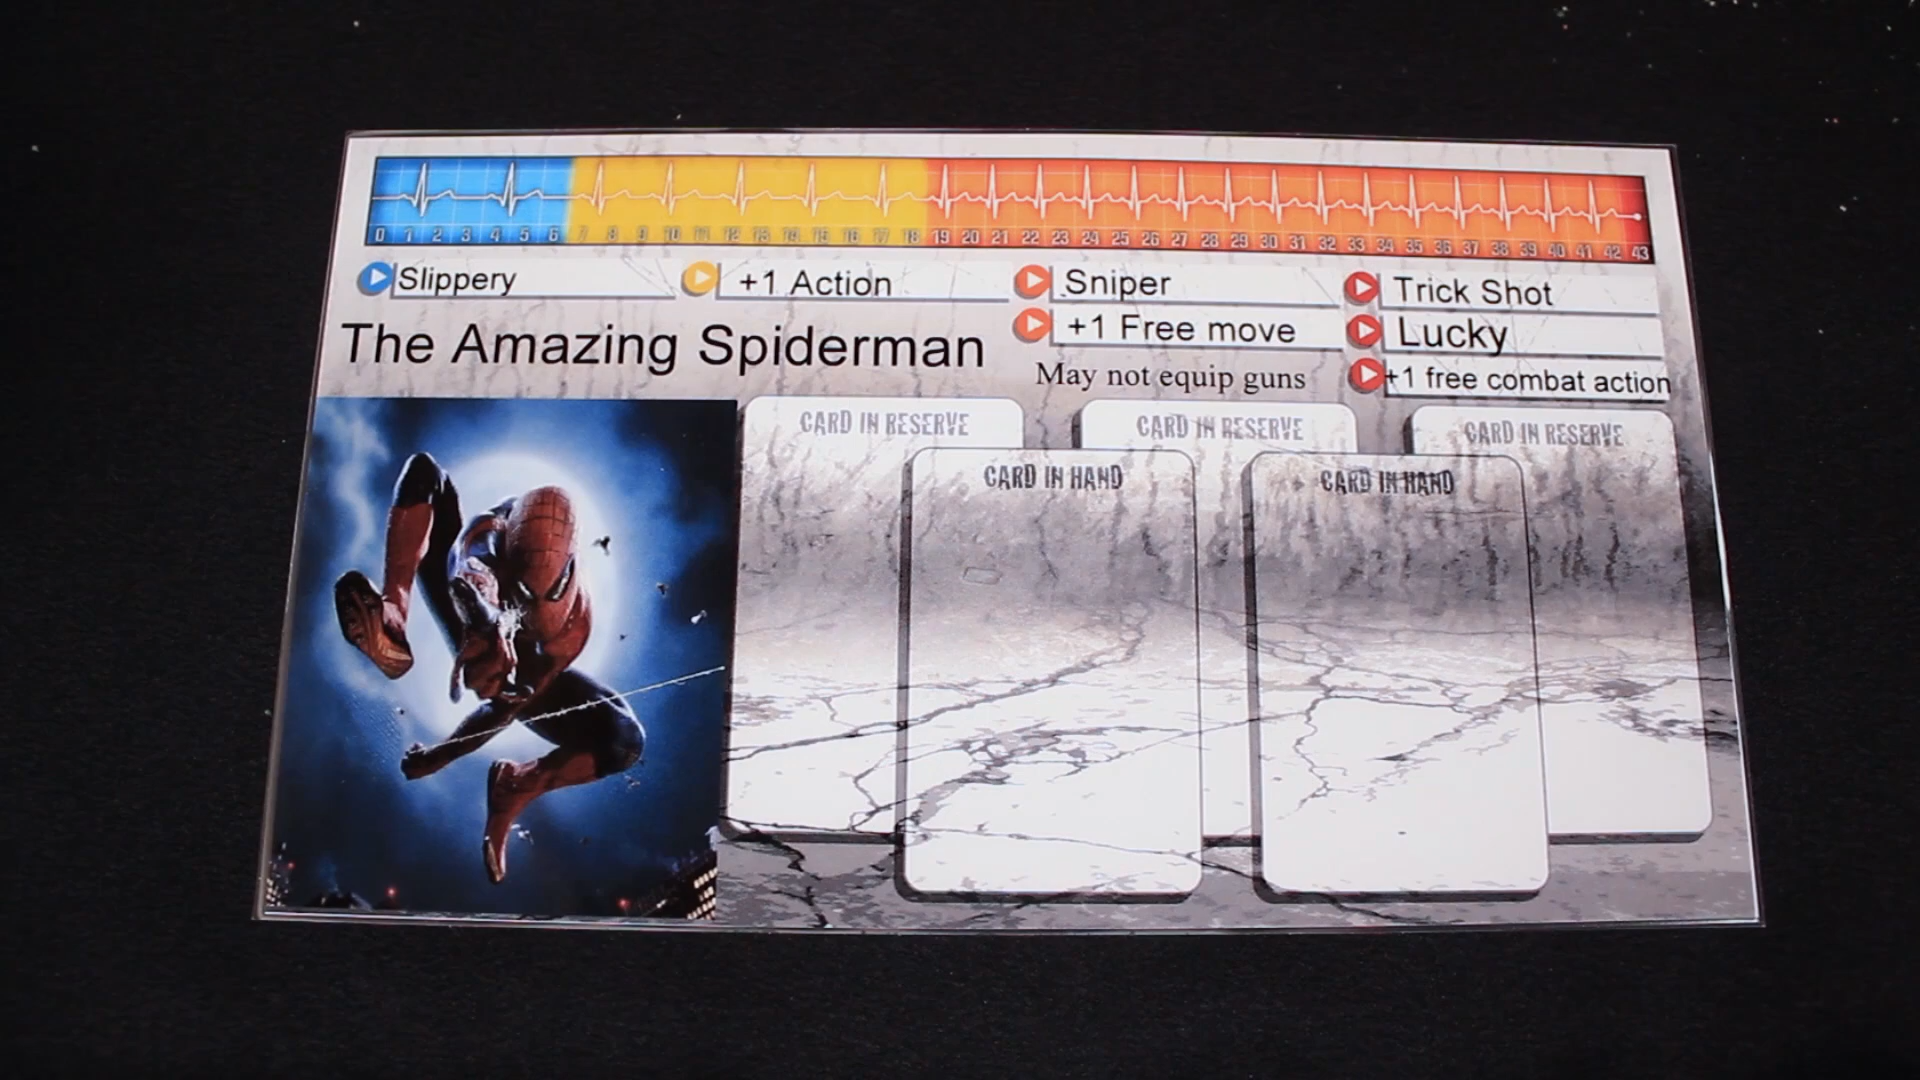 0 1 2 3 4 5 6 7 8 9 10 11 12 13 14 15 16 17 18 19 20 21 22 23 24 25 26 27 28 29 30 31 32 33 34 35 36 37 38 39 40 41 42 43
Slippery
+1 Action
Sniper
Trick Shot
+1 Free move
Lucky
The Amazing Spiderman
May not equip guns
+1 free combat action
CARD IN RESERVE
CARD IN RESERVE
CARD IN RESERVE
CARD IN HAND
CARD IN HAND